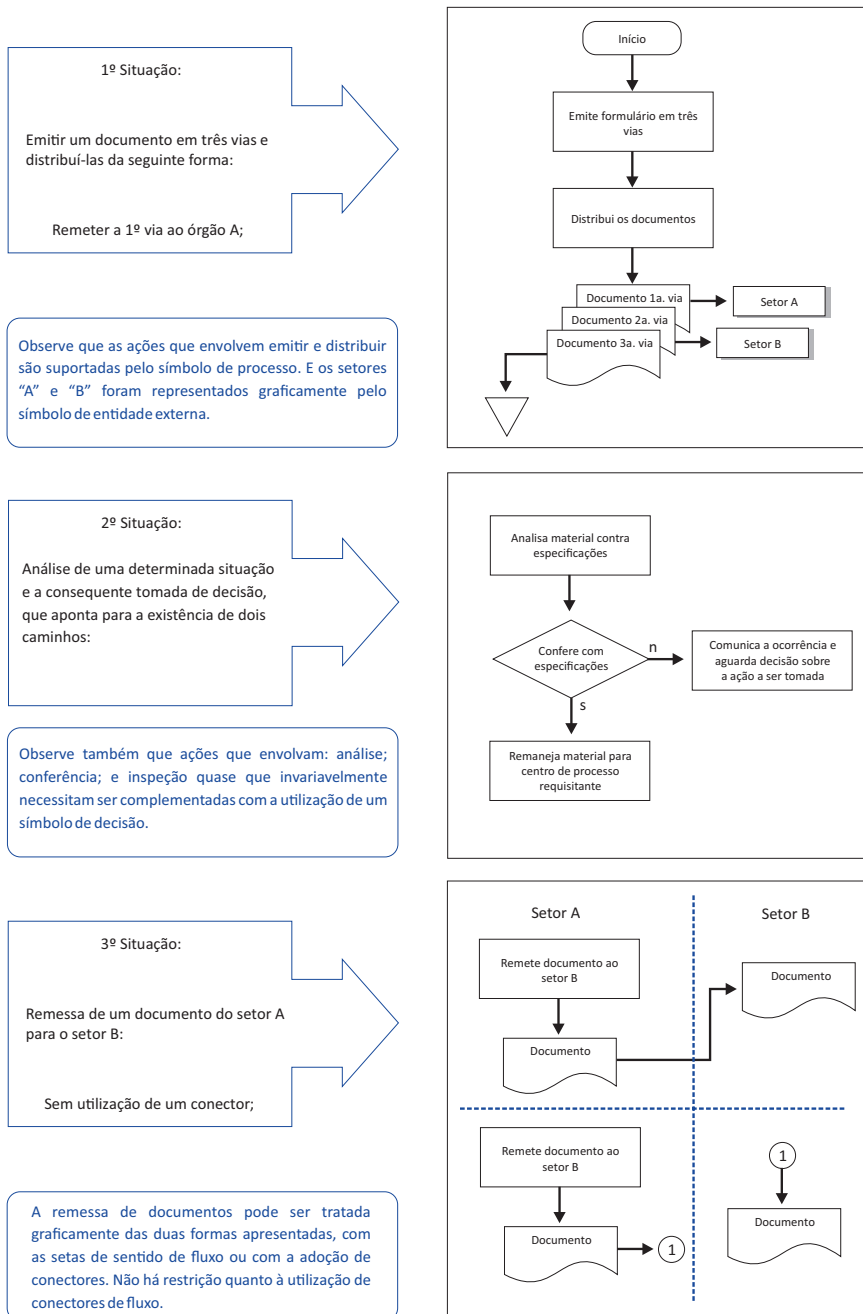 1º Situação:
Emitir um documento em três vias e
distribuí-las da seguinte forma:
Remeter a 1º via ao órgão A;
Observe que as ações que envolvem emitir e distribuir
são suportadas pelo símbolo de processo. E os setores
“A” e “B” foram representados graficamente pelo
símbolo de entidade externa.
Início
Emite formulário em três
vias
Distribui os documentos
Documento 1a. via
Setor A
Documento 2a. via
Documento 3a. via
Setor B
2º Situação:
Análise de uma determinada situação
e a consequente tomada de decisão,
que aponta para a existência de dois
caminhos:
Observe também que ações que envolvam: análise;
conferência; e inspeção quase que invariavelmente
necessitam ser complementadas com a utilização de um
símbolo de decisão.
Analisa material contra
especificações
Confere com
especificações
n
Comunica a ocorrência e
aguarda decisão sobre
a ação a ser tomada
s
Remaneja material para
centro de processo
requisitante
3º Situação:
Remessa de um documento do setor A
para o setor B:
Sem utilização de um conector;
A remessa de documentos pode ser tratada
graficamente das duas formas apresentadas, com
as setas de sentido de fluxo ou com a adoção de
conectores. Não há restrição quanto à utilização de
conectores de fluxo.
Setor A
Setor B
Remete documento ao
setor B
Documento
Documento
Remete documento ao
setor B
Documento
1
1
Documento